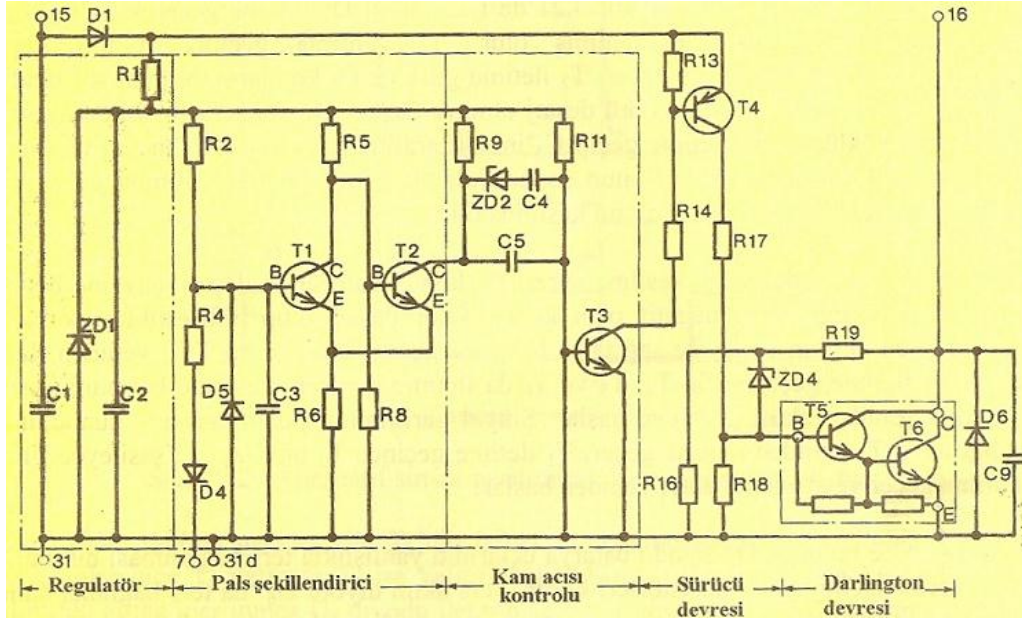 15
D1
16
R1
R13
T4
R2
R5
R9
R11
ZD2
C4
R14
R17
T1
T2
C5
B
C
E
B
C
E
R4
ZD1
T3
R19
D5
C3
R6
R8
ZD4
C1
C2
T5
T6
B
C
E
D6
C9
D4
R16
R18
31
7
31d
Regulatör
Pals şekillendirici
Kam acısı
kontrolu
Sürücü
devresi
Darlington
devresi